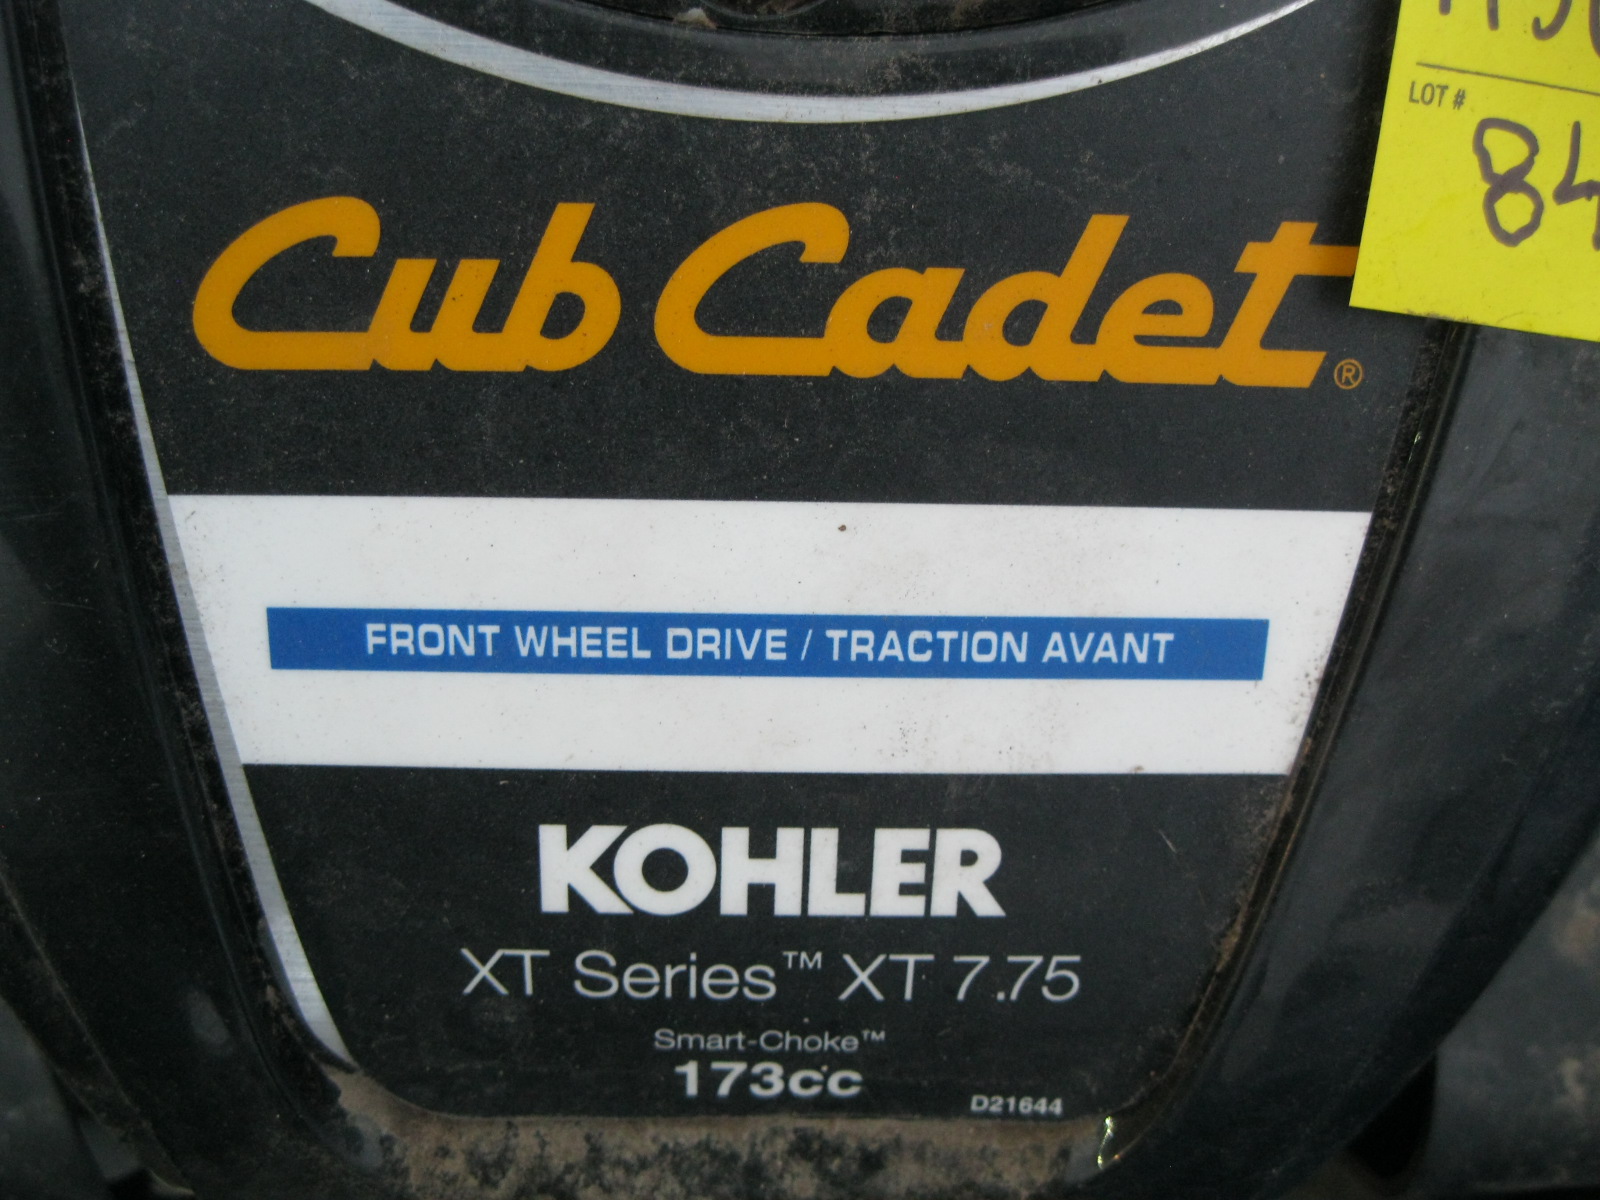 Cub Cadet®
LOT #
FRONT WHEEL DRIVE / TRACTION AVANT
KOHLER
XT Series™ XT 7.75
Smart-Choke™
173cc
D21644